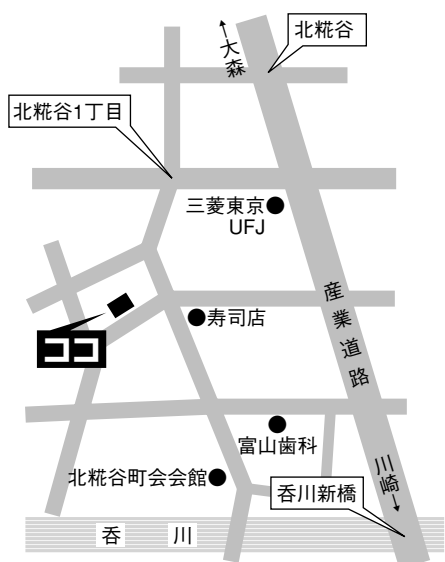 北糀谷
←大森
北糀谷1丁目
三菱東京
UFJ
産業道路
寿司店
ココ
富山歯科
川崎→
北糀谷町会会館
呑川新橋
呑川